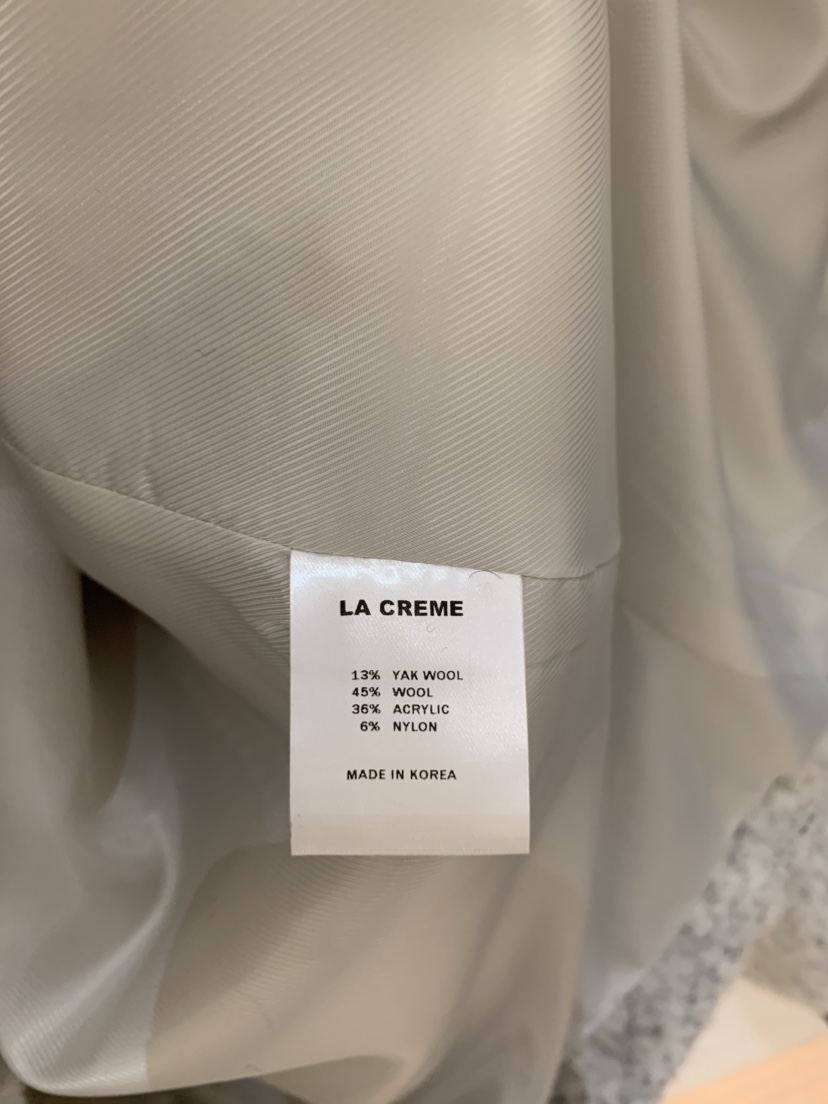 LA CREME
13% YAK WOOL
45% WOOL
36% ACRYLIC
6% NYLON
MADE IN KOREA